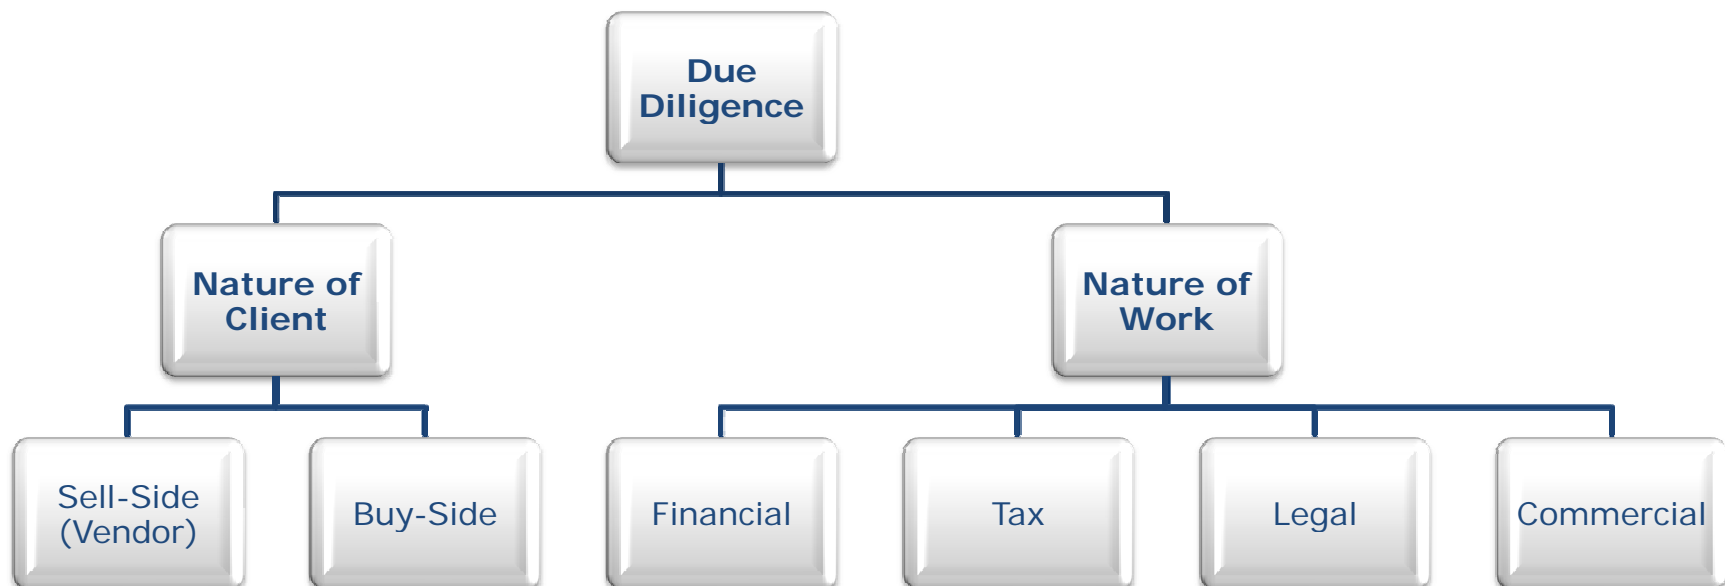 Due
Diligence
Nature of
Client
Nature of
Work
Sell-Side
(Vendor)
Buy-Side
Financial
Tax
Legal
Commercial